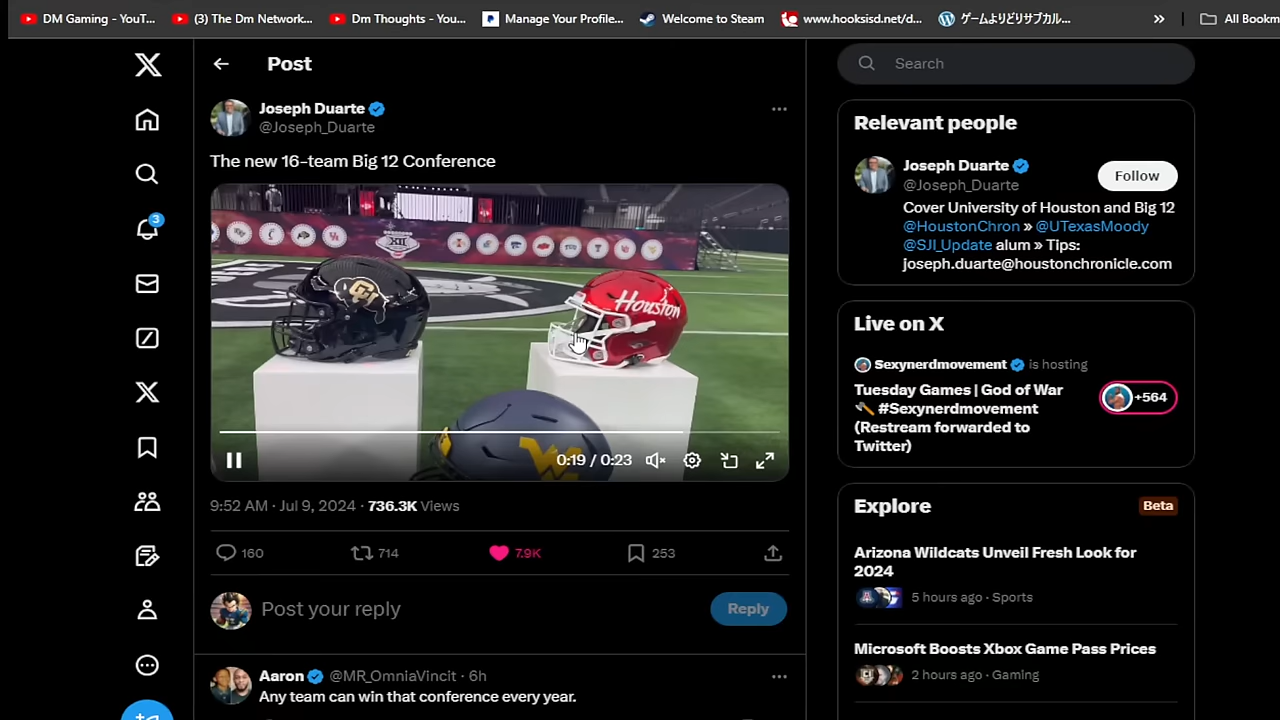 DM Gaming - YouT...
(3) The Dm Network...
Dm Thoughts - You...
Manage Your Profile...
Welcome to Steam
www.hooksisd.net/d...
ゲームよりどりサブカル...
»
All Bookm
Post
Search
Joseph Duarte
@Joseph_Duarte
The new 16-team Big 12 Conference
XII
CU
Houston
0:19 / 0:23
9:52 AM · Jul 9, 2024 · 736.3K Views
160
714
7.9K
253
Post your reply
Reply
Aaron @MR_OmniaVincit · 6h
Any team can win that conference every year.
3
Relevant people
Joseph Duarte
@Joseph_Duarte
Follow
Cover University of Houston and Big 12
@HoustonChron » @UTexasMoody
@SJI_Update alum » Tips:
joseph.duarte@houstonchronicle.com
Live on X
Sexynerdmovement is hosting
Tuesday Games | God of War
🪓 #Sexynerdmovement
(Restream forwarded to
Twitter)
+564
Explore
Beta
Arizona Wildcats Unveil Fresh Look for
2024
5 hours ago · Sports
Microsoft Boosts Xbox Game Pass Prices
2 hours ago · Gaming